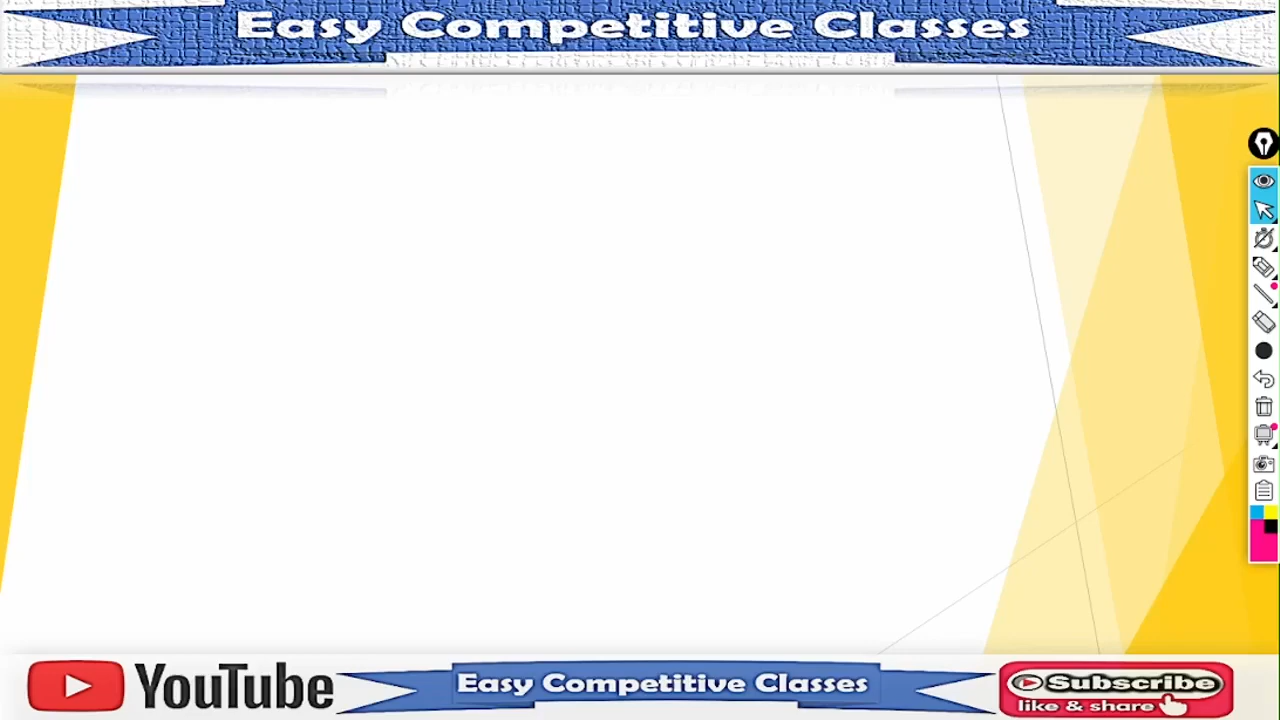 Easy Competitive Classes
YouTube
Easy Competitive Classes
Subscribe
like & share